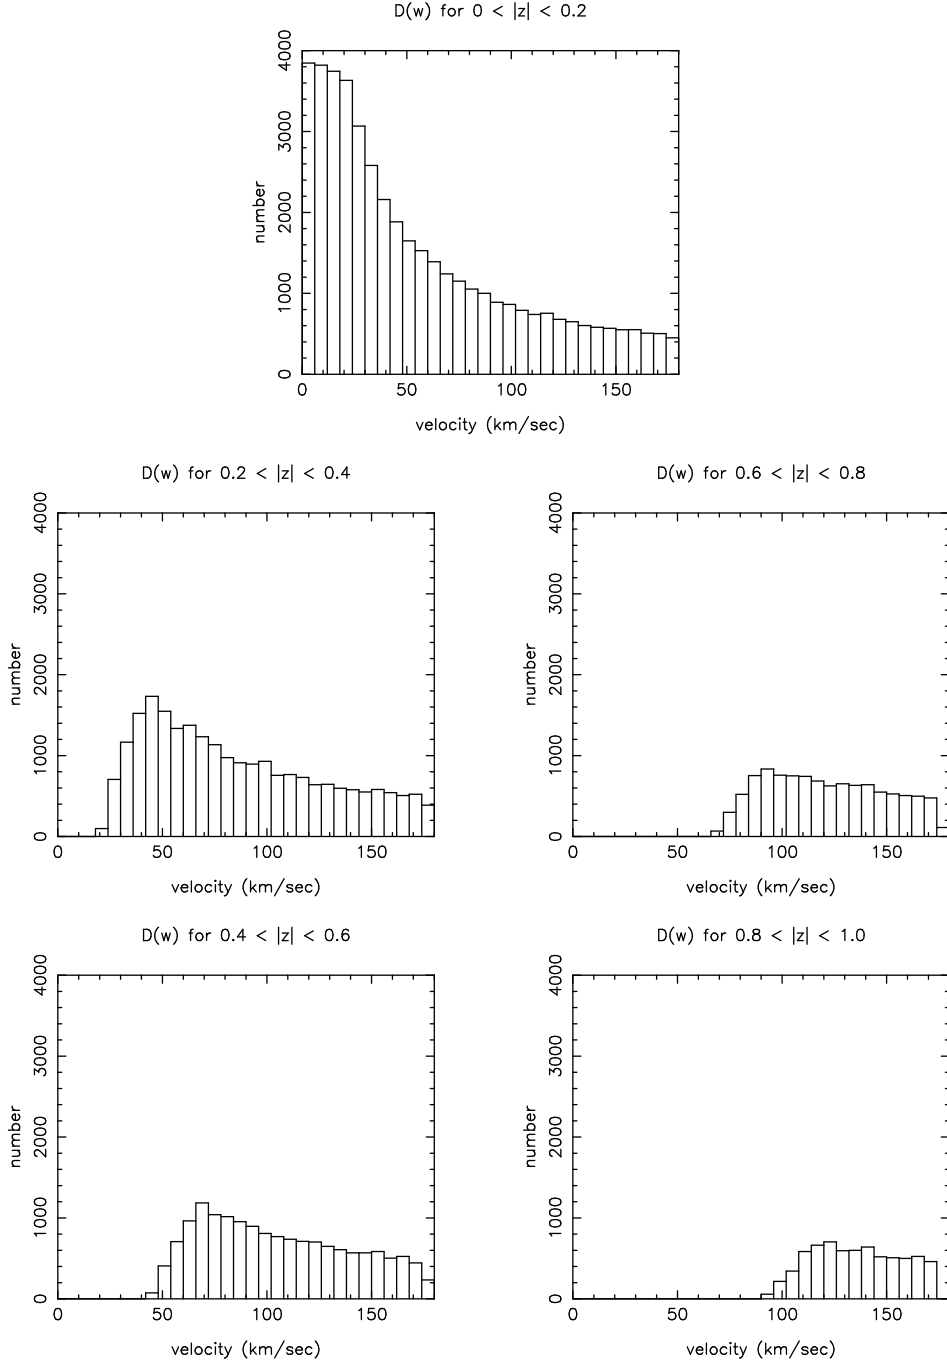 D(w) for 0 < |z| < 0.2
4000
3000
2000
1000
0
number
0 50 100 150
velocity (km/sec)
D(w) for 0.2 < |z| < 0.4
4000
3000
2000
1000
0
number
0 50 100 150
velocity (km/sec)
D(w) for 0.6 < |z| < 0.8
4000
3000
2000
1000
0
number
0 50 100 150
velocity (km/sec)
D(w) for 0.4 < |z| < 0.6
4000
3000
2000
1000
0
number
0 50 100 150
velocity (km/sec)
D(w) for 0.8 < |z| < 1.0
4000
3000
2000
1000
0
number
0 50 100 150
velocity (km/sec)